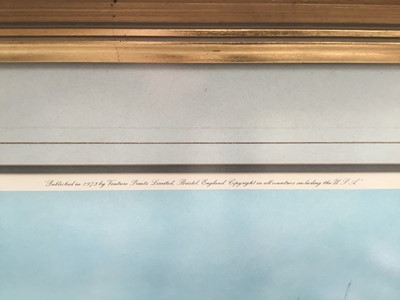 "Published in 1973 by Venture Prints Limited, Bristol, England. Copyright in all countries including the U.S.A."